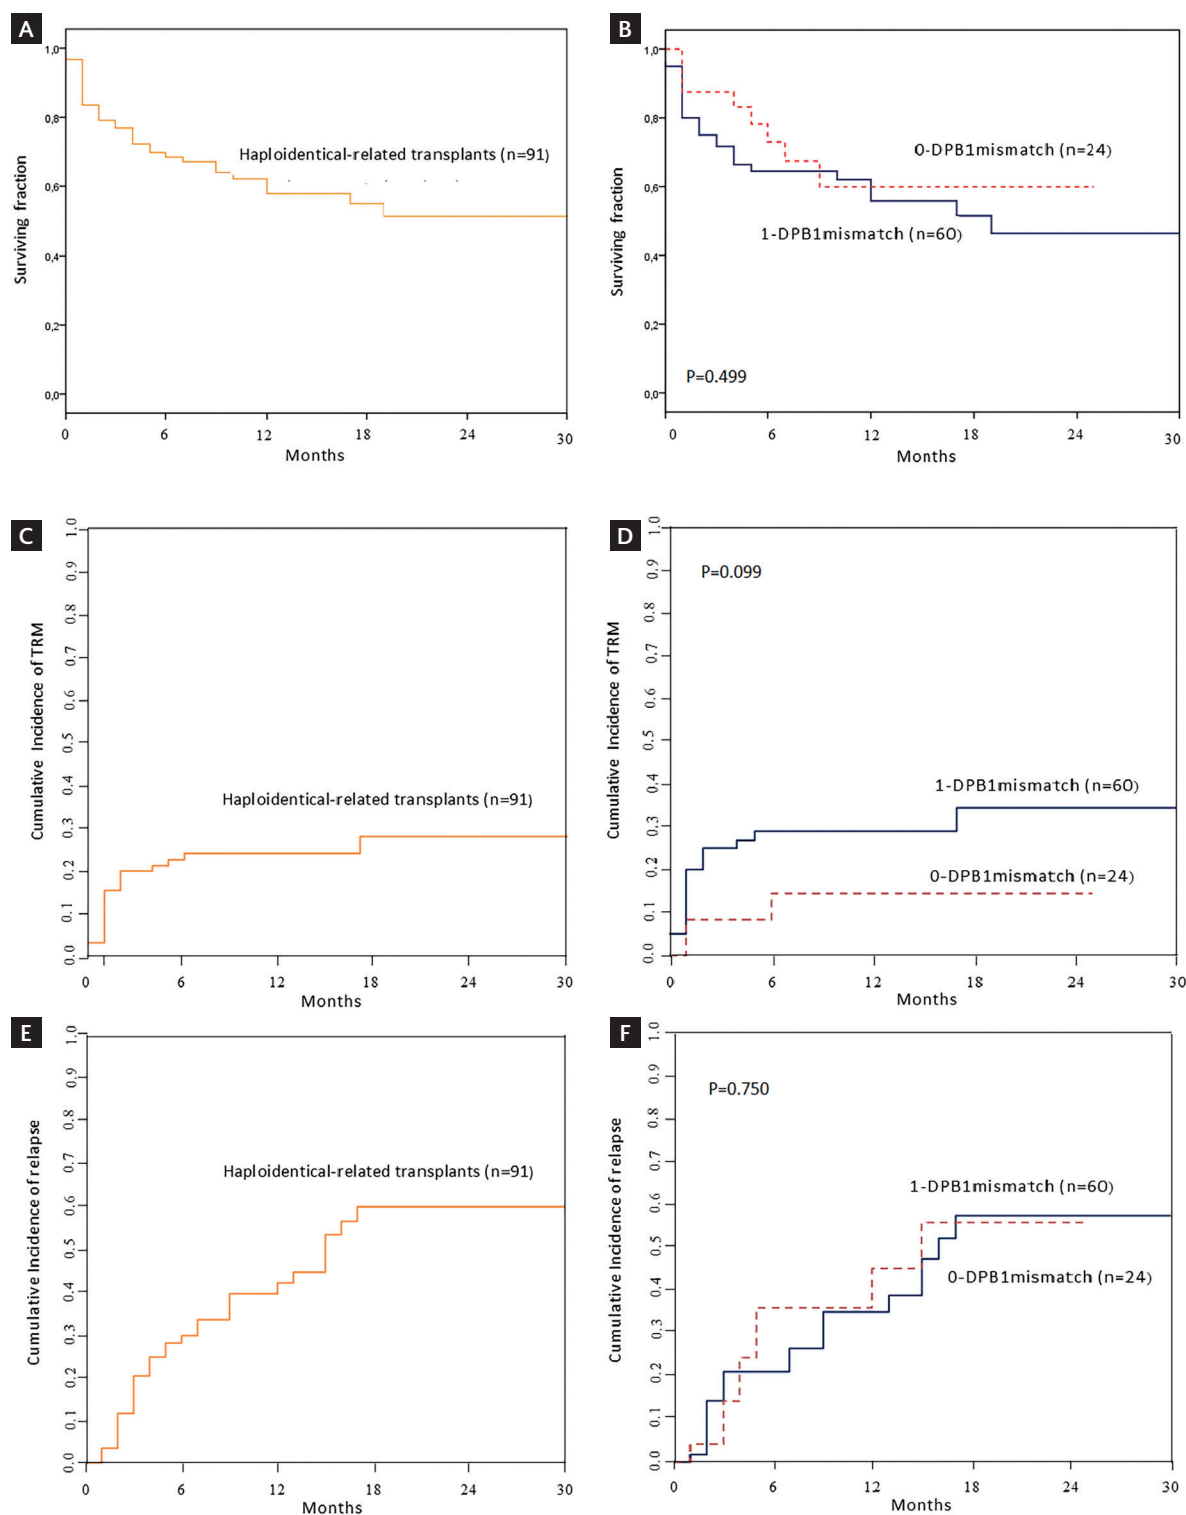 A
1,0
0,8
0,6
0,4
0,2
0,0
Surviving fraction
Haploidentical-related transplants (n=91)
0 6 12 18 24 30
Months
B
1,0
0,8
0,6
0,4
0,2
0,0
Surviving fraction
0-DPB1mismatch (n=24)
1-DPB1mismatch (n=60)
P=0.499
0 6 12 18 24 30
Months
C
1.0
0.9
0.8
0.7
0.6
0.5
0.4
0.3
0.2
0.1
0.0
Cumulative Incidence of TRM
Haploidentical-related transplants (n=91)
0 6 12 18 24 30
Months
D
1.0
0.9
0.8
0.7
0.6
0.5
0.4
0.3
0.2
0.1
0.0
Cumulative Incidence of TRM
P=0.099
1-DPB1mismatch (n=60)
0-DPB1mismatch (n=24)
0 6 12 18 24 30
Months
E
1.0
0.9
0.8
0.7
0.6
0.5
0.4
0.3
0.2
0.1
0.0
Cumulative Incidence of relapse
Haploidentical-related transplants (n=91)
0 6 12 18 24 30
Months
F
1.0
0.9
0.8
0.7
0.6
0.5
0.4
0.3
0.2
0.1
0.0
Cumulative Incidence of relapse
P=0.750
1-DPB1mismatch (n=60)
0-DPB1mismatch (n=24)
0 6 12 18 24 30
Months